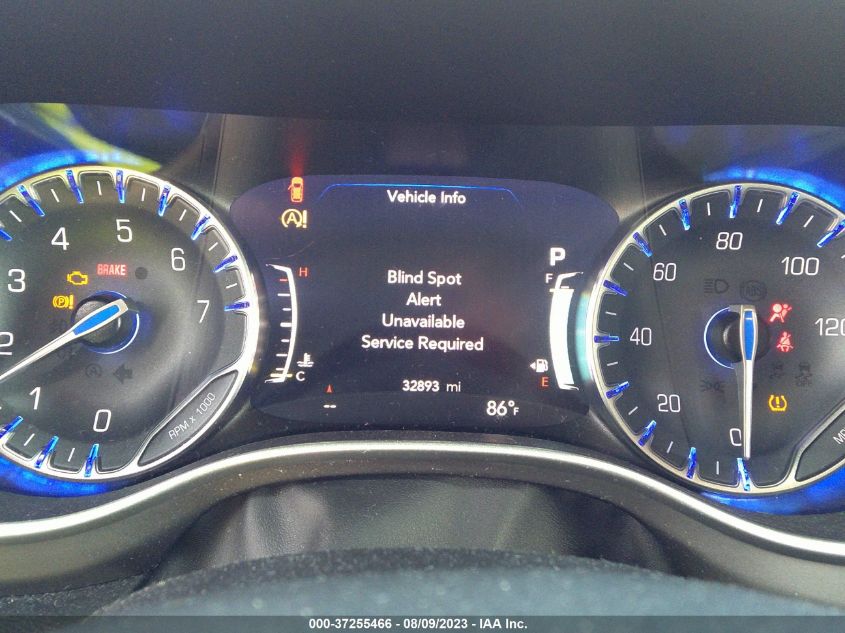 Vehicle Info
Blind Spot
Alert
Unavailable
Service Required
32893 mi
--
86°F
P
H
C
F
E
BRAKE
0
1
2
3
4
5
6
7
RPM x 1000
0
20
40
60
80
100
120
000-37255466 - 08/09/2023 - IAA Inc.